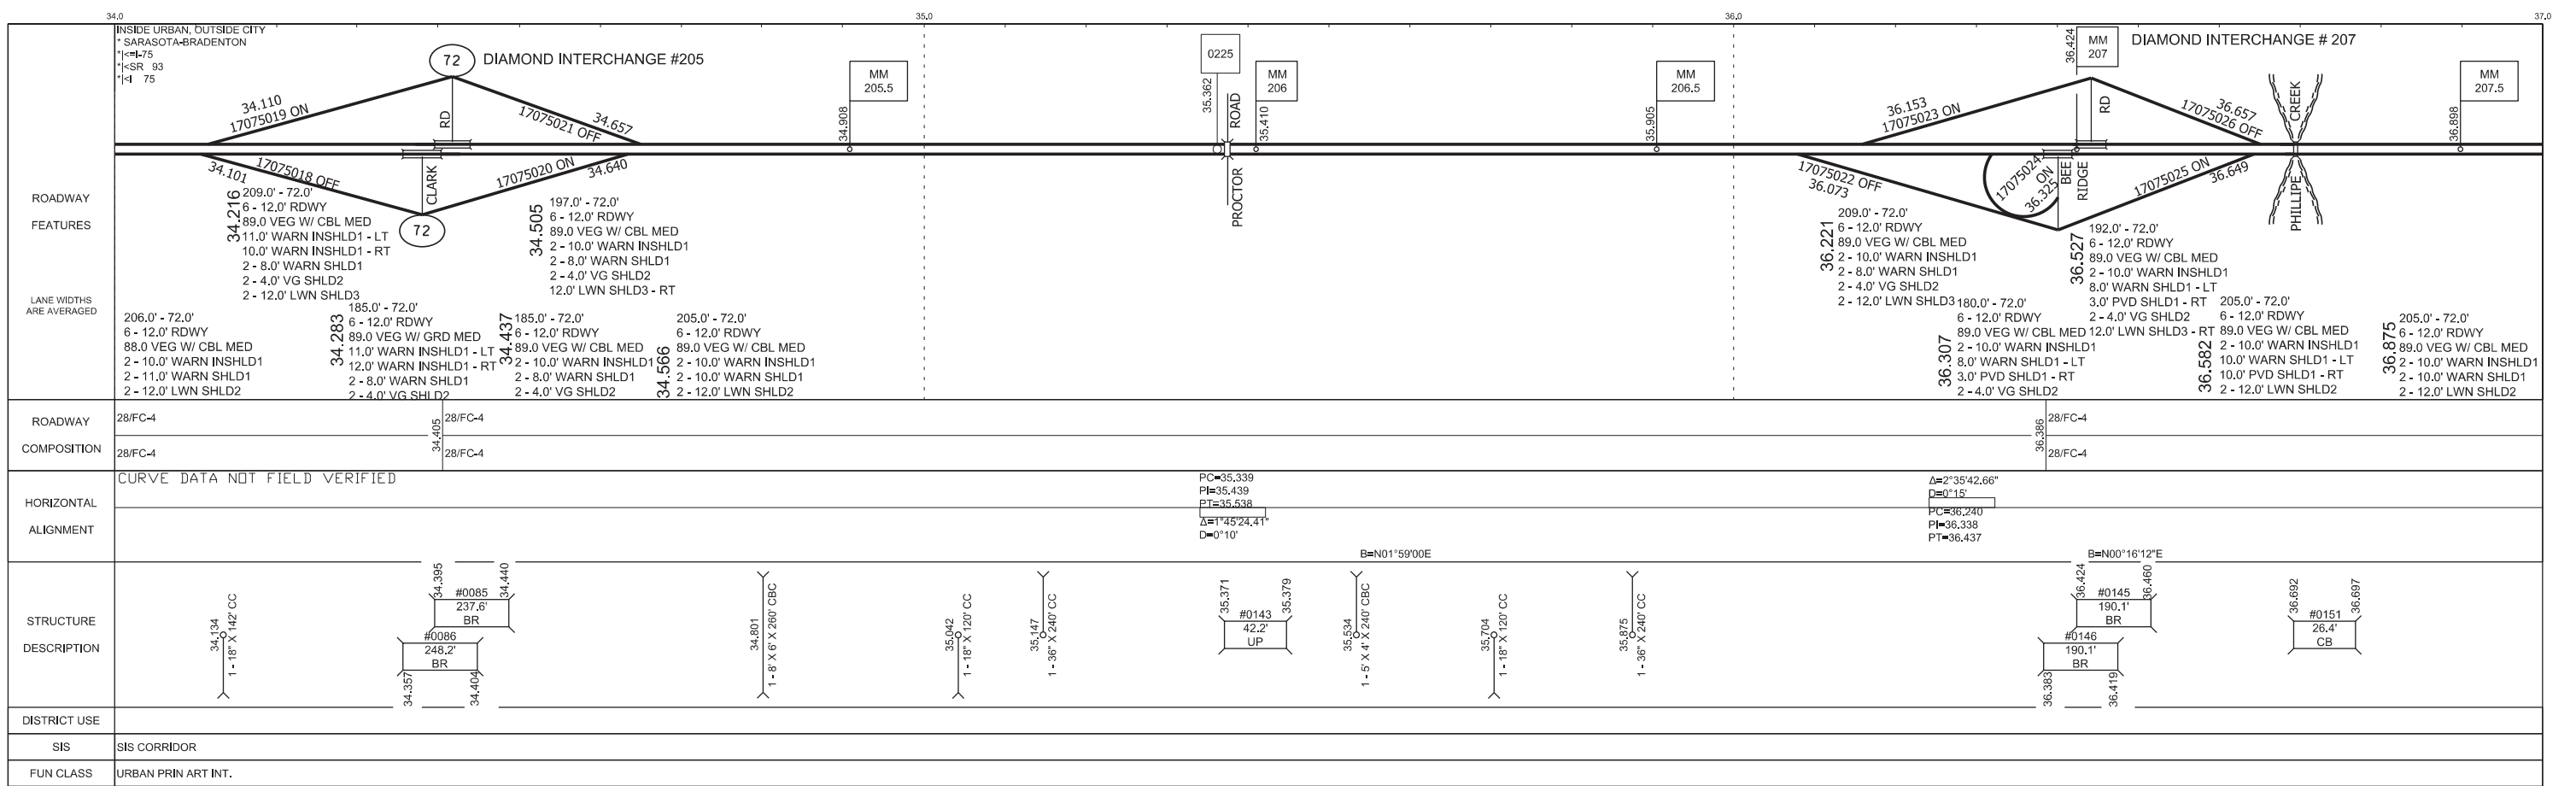 34.0
35.0
36.0
37.0
INSIDE URBAN, OUTSIDE CITY
* SARASOTA-BRADENTON
*|<=I-75
*|<SR 93
*|<I 75
72
DIAMOND INTERCHANGE #205
34.110
17075019 ON
RD
17075021 OFF
34.657
34.101
17075018 OFF
CLARK
17075020 ON
34.640
72
34.908
MM
205.5
0225
35.362
ROAD
PROCTOR
35.410
MM
206
35.905
MM
206.5
36.424
MM
207
DIAMOND INTERCHANGE # 207
36.153
17075023 ON
RD
36.657
17075026 OFF
17075022 OFF
36.073
17075024
ON
36.325
BEE
RIDGE
17075025 ON
36.649
CREEK
PHILLIPE
36.898
MM
207.5
ROADWAY
FEATURES
LANE WIDTHS
ARE AVERAGED
206.0' - 72.0'
6 - 12.0' RDWY
88.0 VEG W/ CBL MED
2 - 10.0' WARN INSHLD1
2 - 11.0' WARN SHLD1
2 - 12.0' LWN SHLD2
34.216
209.0' - 72.0'
6 - 12.0' RDWY
89.0 VEG W/ CBL MED
11.0' WARN INSHLD1 - LT
10.0' WARN INSHLD1 - RT
2 - 8.0' WARN SHLD1
2 - 4.0' VG SHLD2
2 - 12.0' LWN SHLD3
34.283
185.0' - 72.0'
6 - 12.0' RDWY
89.0 VEG W/ GRD MED
11.0' WARN INSHLD1 - LT
12.0' WARN INSHLD1 - RT
2 - 8.0' WARN SHLD1
2 - 4.0' VG SHLD2
34.437
185.0' - 72.0'
6 - 12.0' RDWY
89.0 VEG W/ CBL MED
2 - 10.0' WARN INSHLD1
2 - 8.0' WARN SHLD1
2 - 4.0' VG SHLD2
34.505
197.0' - 72.0'
6 - 12.0' RDWY
89.0 VEG W/ CBL MED
2 - 10.0' WARN INSHLD1
2 - 8.0' WARN SHLD1
2 - 4.0' VG SHLD2
12.0' LWN SHLD3 - RT
34.566
205.0' - 72.0'
6 - 12.0' RDWY
89.0 VEG W/ CBL MED
2 - 10.0' WARN INSHLD1
2 - 10.0' WARN SHLD1
2 - 12.0' LWN SHLD2
36.221
209.0' - 72.0'
6 - 12.0' RDWY
89.0 VEG W/ CBL MED
2 - 10.0' WARN INSHLD1
2 - 8.0' WARN SHLD1
2 - 4.0' VG SHLD2
2 - 12.0' LWN SHLD3
36.307
180.0' - 72.0'
6 - 12.0' RDWY
89.0 VEG W/ CBL MED
2 - 10.0' WARN INSHLD1
8.0' WARN SHLD1 - LT
3.0' PVD SHLD1 - RT
2 - 4.0' VG SHLD2
36.527
192.0' - 72.0'
6 - 12.0' RDWY
89.0 VEG W/ CBL MED
2 - 10.0' WARN INSHLD1
8.0' WARN SHLD1 - LT
3.0' PVD SHLD1 - RT
2 - 4.0' VG SHLD2
12.0' LWN SHLD3 - RT
36.582
205.0' - 72.0'
6 - 12.0' RDWY
89.0 VEG W/ CBL MED
2 - 10.0' WARN INSHLD1
10.0' WARN SHLD1 - LT
10.0' PVD SHLD1 - RT
2 - 12.0' LWN SHLD2
36.875
205.0' - 72.0'
6 - 12.0' RDWY
89.0 VEG W/ CBL MED
2 - 10.0' WARN INSHLD1
2 - 10.0' WARN SHLD1
2 - 12.0' LWN SHLD2
ROADWAY
COMPOSITION
28/FC-4
28/FC-4
34.405
28/FC-4
28/FC-4
36.386
28/FC-4
28/FC-4
HORIZONTAL
ALIGNMENT
CURVE DATA NOT FIELD VERIFIED
PC=35.339
PI=35.439
PT=35.538
Δ=1°45'24.41"
D=0°10'
B=N01°59'00E
Δ=2°35'42.66"
D=0°15'
PC=36.240
PI=36.338
PT=36.437
B=N00°16'12"E
STRUCTURE
DESCRIPTION
34.134
1 - 18" X 142' CC
34.395
34.440
#0085
237.6'
BR
#0086
248.2'
BR
34.357
34.404
34.801
1 - 8' X 6' X 260' CBC
35.042
1 - 18" X 120' CC
35.147
1 - 36" X 240' CC
35.371
35.379
#0143
42.2'
UP
35.534
1 - 5' X 4' X 240' CBC
35.704
1 - 18" X 120' CC
35.875
1 - 36" X 240' CC
36.424
36.460
#0145
190.1'
BR
#0146
190.1'
BR
36.383
36.419
36.692
36.697
#0151
26.4'
CB
DISTRICT USE
SIS
SIS CORRIDOR
FUN CLASS
URBAN PRIN ART INT.